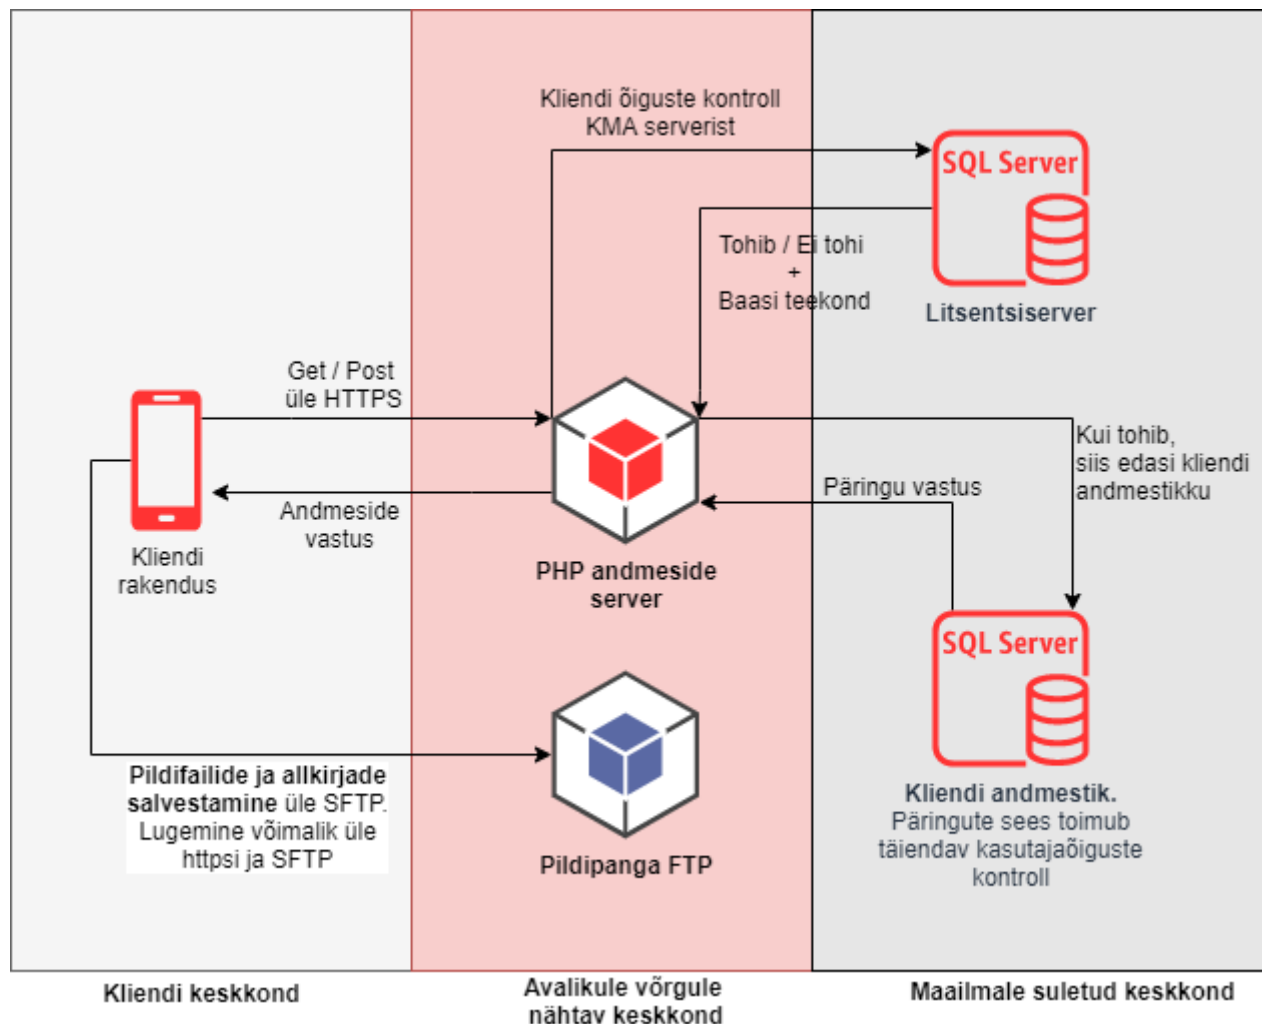 Kliendi õiguste kontroll
KMA serverist
SQL Server
Tohib / Ei tohi
+
Baasi teekond
Litsentsiserver
Get / Post
üle HTTPS
Kui tohib,
siis edasi kliendi
andmestikku
Päringu vastus
Andmeside
vastus
Kliendi
rakendus
PHP andmeside
server
SQL Server
Pildifailide ja allkirjade
salvestamine üle SFTP.
Lugemine võimalik üle
httpsi ja SFTP
Pildipanga FTP
Kliendi andmestik.
Päringute sees toimub
täiendav kasutajaõiguste
kontroll
Kliendi keskkond
Avalikule võrgule
nähtav keskkond
Maailmale suletud keskkond